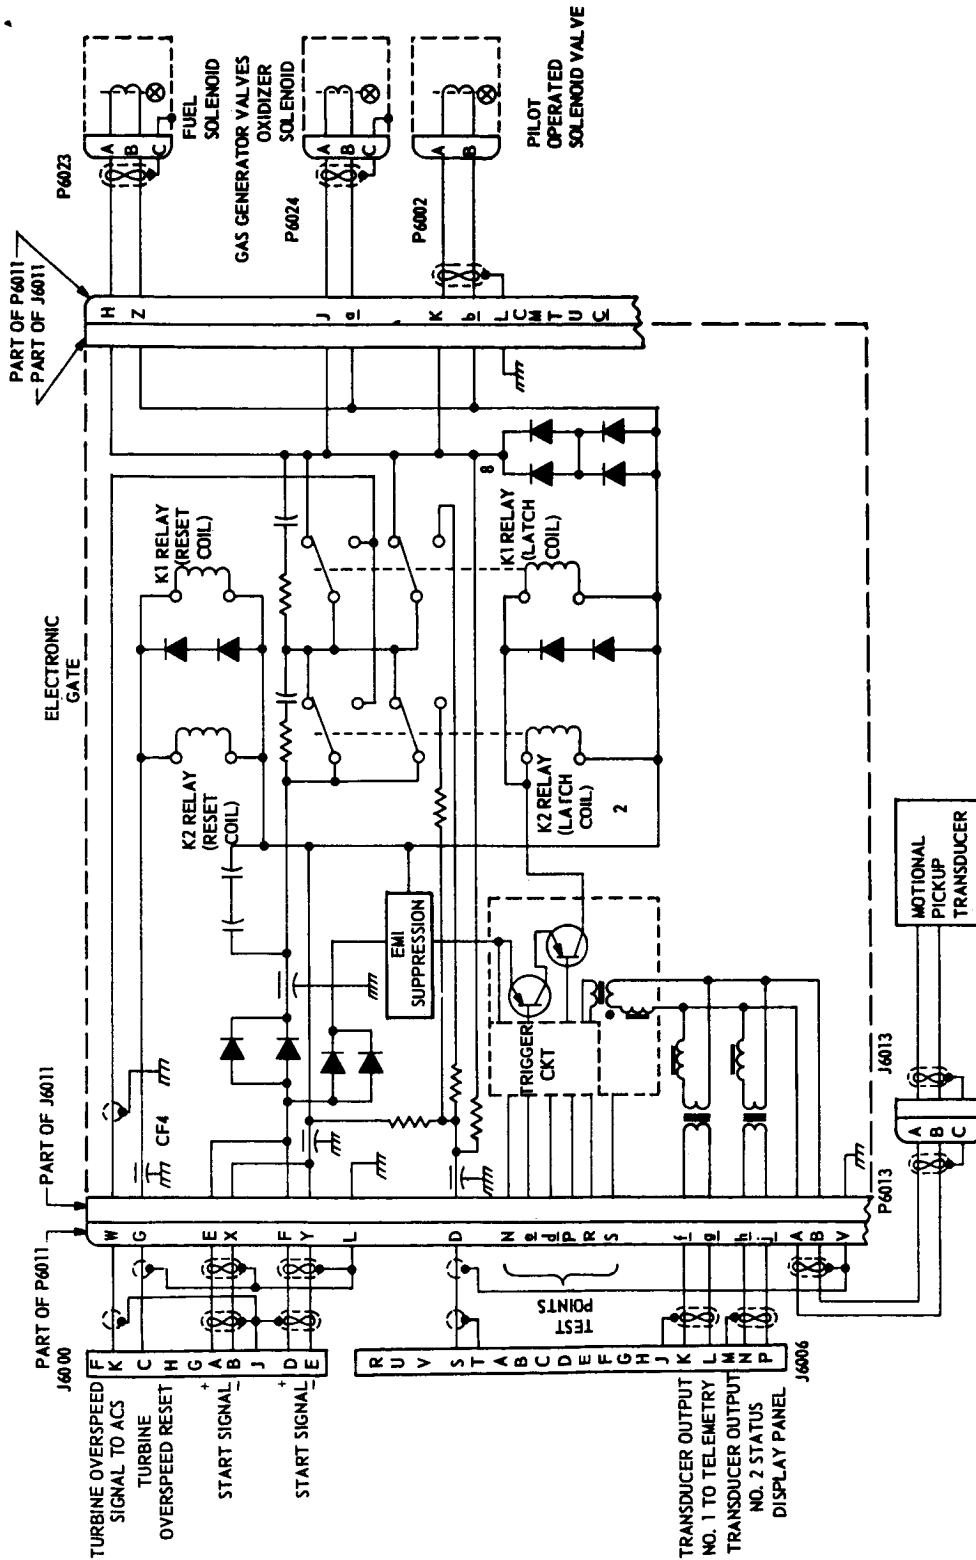 PART OF P6011
PART OF J6011
P6023
A
B
C
FUEL
SOLENOID
GAS GENERATOR VALVES
OXIDIZER
SOLENOID
P6024
A
B
C
P6002
A
B
PILOT
OPERATED
SOLENOID VALVE
H
Z
J
a
K
b
L
C
M
T
U
C
ELECTRONIC
GATE
K1 RELAY
(RESET
COIL)
K2 RELAY
(RESET
COIL)
8
K1 RELAY
(LATCH
COIL)
K2 RELAY
(LATCH
COIL)
2
EMI
SUPPRESSION
TRIGGER
CKT
CF4
PART OF J6011
PART OF P6011
W
G
E
X
F
Y
L
D
N
e
d
P
R
S
f
g
h
j
A
B
V
TEST
POINTS
J6000
F
K
C
H
G
A
B
J
D
E
+
-
+
-
TURBINE OVERSPEED
SIGNAL TO ACS
TURBINE
OVERSPEED RESET
START SIGNAL
START SIGNAL
R
U
V
S
T
A
B
C
D
E
F
G
H
J
K
L
M
N
P
J6006
TRANSDUCER OUTPUT
NO. 1 TO TELEMETRY
TRANSDUCER OUTPUT
NO. 2 STATUS
DISPLAY PANEL
P6013
J6013
A
B
C
MOTIONAL
PICKUP
TRANSDUCER